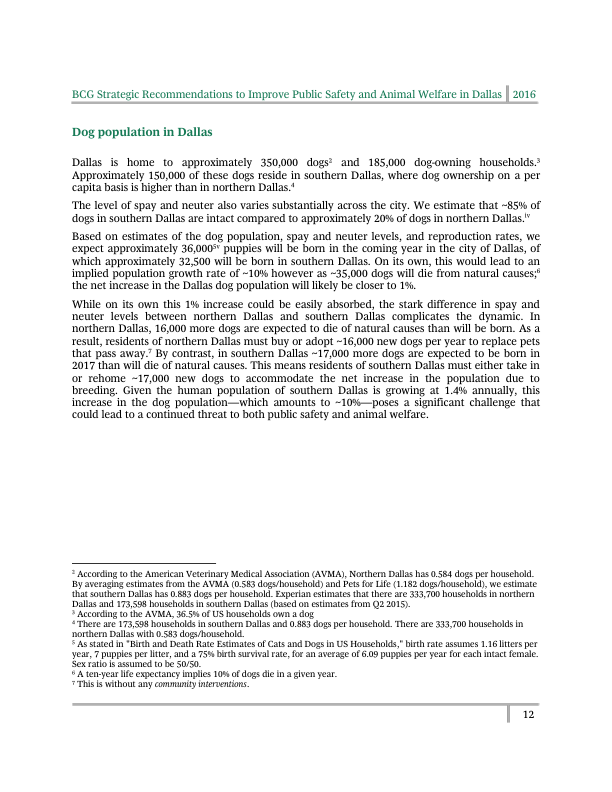 BCG Strategic Recommendations to Improve Public Safety and Animal Welfare in Dallas 2016
Dog population in Dallas
Dallas is home to approximately 350,000 dogs² and 185,000 dog-owning households.³
Approximately 150,000 of these dogs reside in southern Dallas, where dog ownership on a per
capita basis is higher than in northern Dallas.⁴
The level of spay and neuter also varies substantially across the city. We estimate that ~85% of
dogs in southern Dallas are intact compared to approximately 20% of dogs in northern Dallas.ⁱᵛ
Based on estimates of the dog population, spay and neuter levels, and reproduction rates, we
expect approximately 36,000⁵ᵛ puppies will be born in the coming year in the city of Dallas, of
which approximately 32,500 will be born in southern Dallas. On its own, this would lead to an
implied population growth rate of ~10% however as ~35,000 dogs will die from natural causes;⁶
the net increase in the Dallas dog population will likely be closer to 1%.
While on its own this 1% increase could be easily absorbed, the stark difference in spay and
neuter levels between northern Dallas and southern Dallas complicates the dynamic. In
northern Dallas, 16,000 more dogs are expected to die of natural causes than will be born. As a
result, residents of northern Dallas must buy or adopt ~16,000 new dogs per year to replace pets
that pass away.⁷ By contrast, in southern Dallas ~17,000 more dogs are expected to be born in
2017 than will die of natural causes. This means residents of southern Dallas must either take in
or rehome ~17,000 new dogs to accommodate the net increase in the population due to
breeding. Given the human population of southern Dallas is growing at 1.4% annually, this
increase in the dog population—which amounts to ~10%—poses a significant challenge that
could lead to a continued threat to both public safety and animal welfare.
² According to the American Veterinary Medical Association (AVMA), Northern Dallas has 0.584 dogs per household.
By averaging estimates from the AVMA (0.583 dogs/household) and Pets for Life (1.182 dogs/household), we estimate
that southern Dallas has 0.883 dogs per household. Experian estimates that there are 333,700 households in northern
Dallas and 173,598 households in southern Dallas (based on estimates from Q2 2015).
³ According to the AVMA, 36.5% of US households own a dog
⁴ There are 173,598 households in southern Dallas and 0.883 dogs per household. There are 333,700 households in
northern Dallas with 0.583 dogs/household.
⁵ As stated in "Birth and Death Rate Estimates of Cats and Dogs in US Households," birth rate assumes 1.16 litters per
year, 7 puppies per litter, and a 75% birth survival rate, for an average of 6.09 puppies per year for each intact female.
Sex ratio is assumed to be 50/50.
⁶ A ten-year life expectancy implies 10% of dogs die in a given year.
⁷ This is without any community interventions.
12